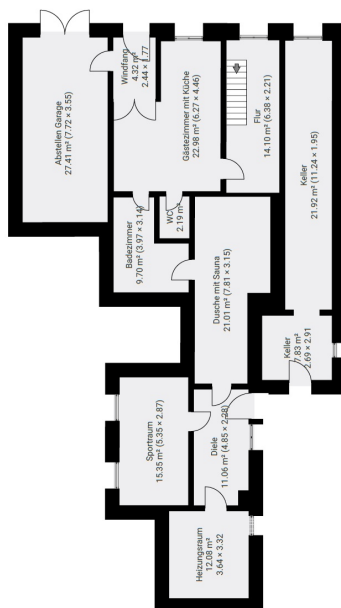 Abstellen Garage
27.41 m² (7.72 × 3.55)
Windfang
4.32 m²
2.44 × 1.77
Gästezimmer mit Küche
22.98 m² (6.27 × 4.46)
Flur
14.10 m² (6.38 × 2.21)
Keller
21.92 m² (11.24 × 1.95)
Badezimmer
9.70 m² (3.97 × 3.14)
WC
2.19 m²
Dusche mit Sauna
21.01 m² (7.81 × 3.15)
Keller
7.83 m²
2.69 × 2.91
Sportraum
15.35 m² (5.35 × 2.87)
Diele
11.06 m² (4.85 × 2.28)
Heizungsraum
12.08 m²
3.64 × 3.32